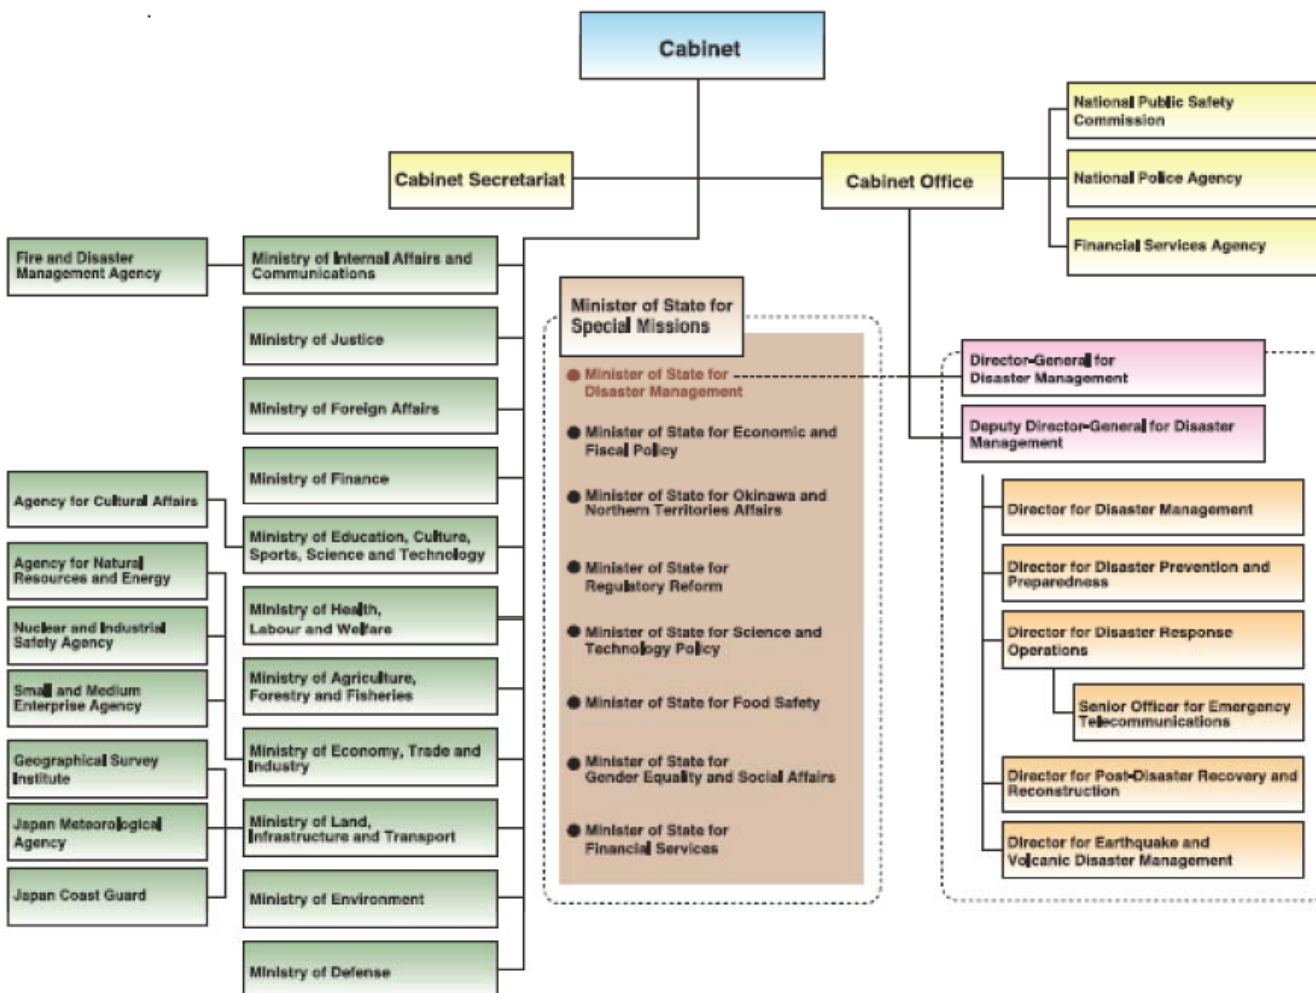 Cabinet
National Public Safety
Commission
Cabinet Secretariat
Cabinet Office
National Police Agency
Financial Services Agency
Fire and Disaster
Management Agency
Ministry of Internal Affairs and
Communications
Ministry of Justice
Ministry of Foreign Affairs
Ministry of Finance
Agency for Cultural Affairs
Ministry of Education, Culture,
Sports, Science and Technology
Agency for Natural
Resources and Energy
Nuclear and Industrial
Safety Agency
Small and Medium
Enterprise Agency
Ministry of Health,
Labour and Welfare
Ministry of Agriculture,
Forestry and Fisheries
Ministry of Economy, Trade and
Industry
Geographical Survey
Institute
Japan Meteorological
Agency
Japan Coast Guard
Ministry of Land,
Infrastructure and Transport
Ministry of Environment
Ministry of Defense
Minister of State for
Special Missions
● Minister of State for
Disaster Management
● Minister of State for Economic and
Fiscal Policy
● Minister of State for Okinawa and
Northern Territories Affairs
● Minister of State for
Regulatory Reform
● Minister of State for Science and
Technology Policy
● Minister of State for Food Safety
● Minister of State for
Gender Equality and Social Affairs
● Minister of State for
Financial Services
Director-General for
Disaster Management
Deputy Director-General for Disaster
Management
Director for Disaster Management
Director for Disaster Prevention and
Preparedness
Director for Disaster Response
Operations
Senior Officer for Emergency
Telecommunications
Director for Post-Disaster Recovery and
Reconstruction
Director for Earthquake and
Volcanic Disaster Management